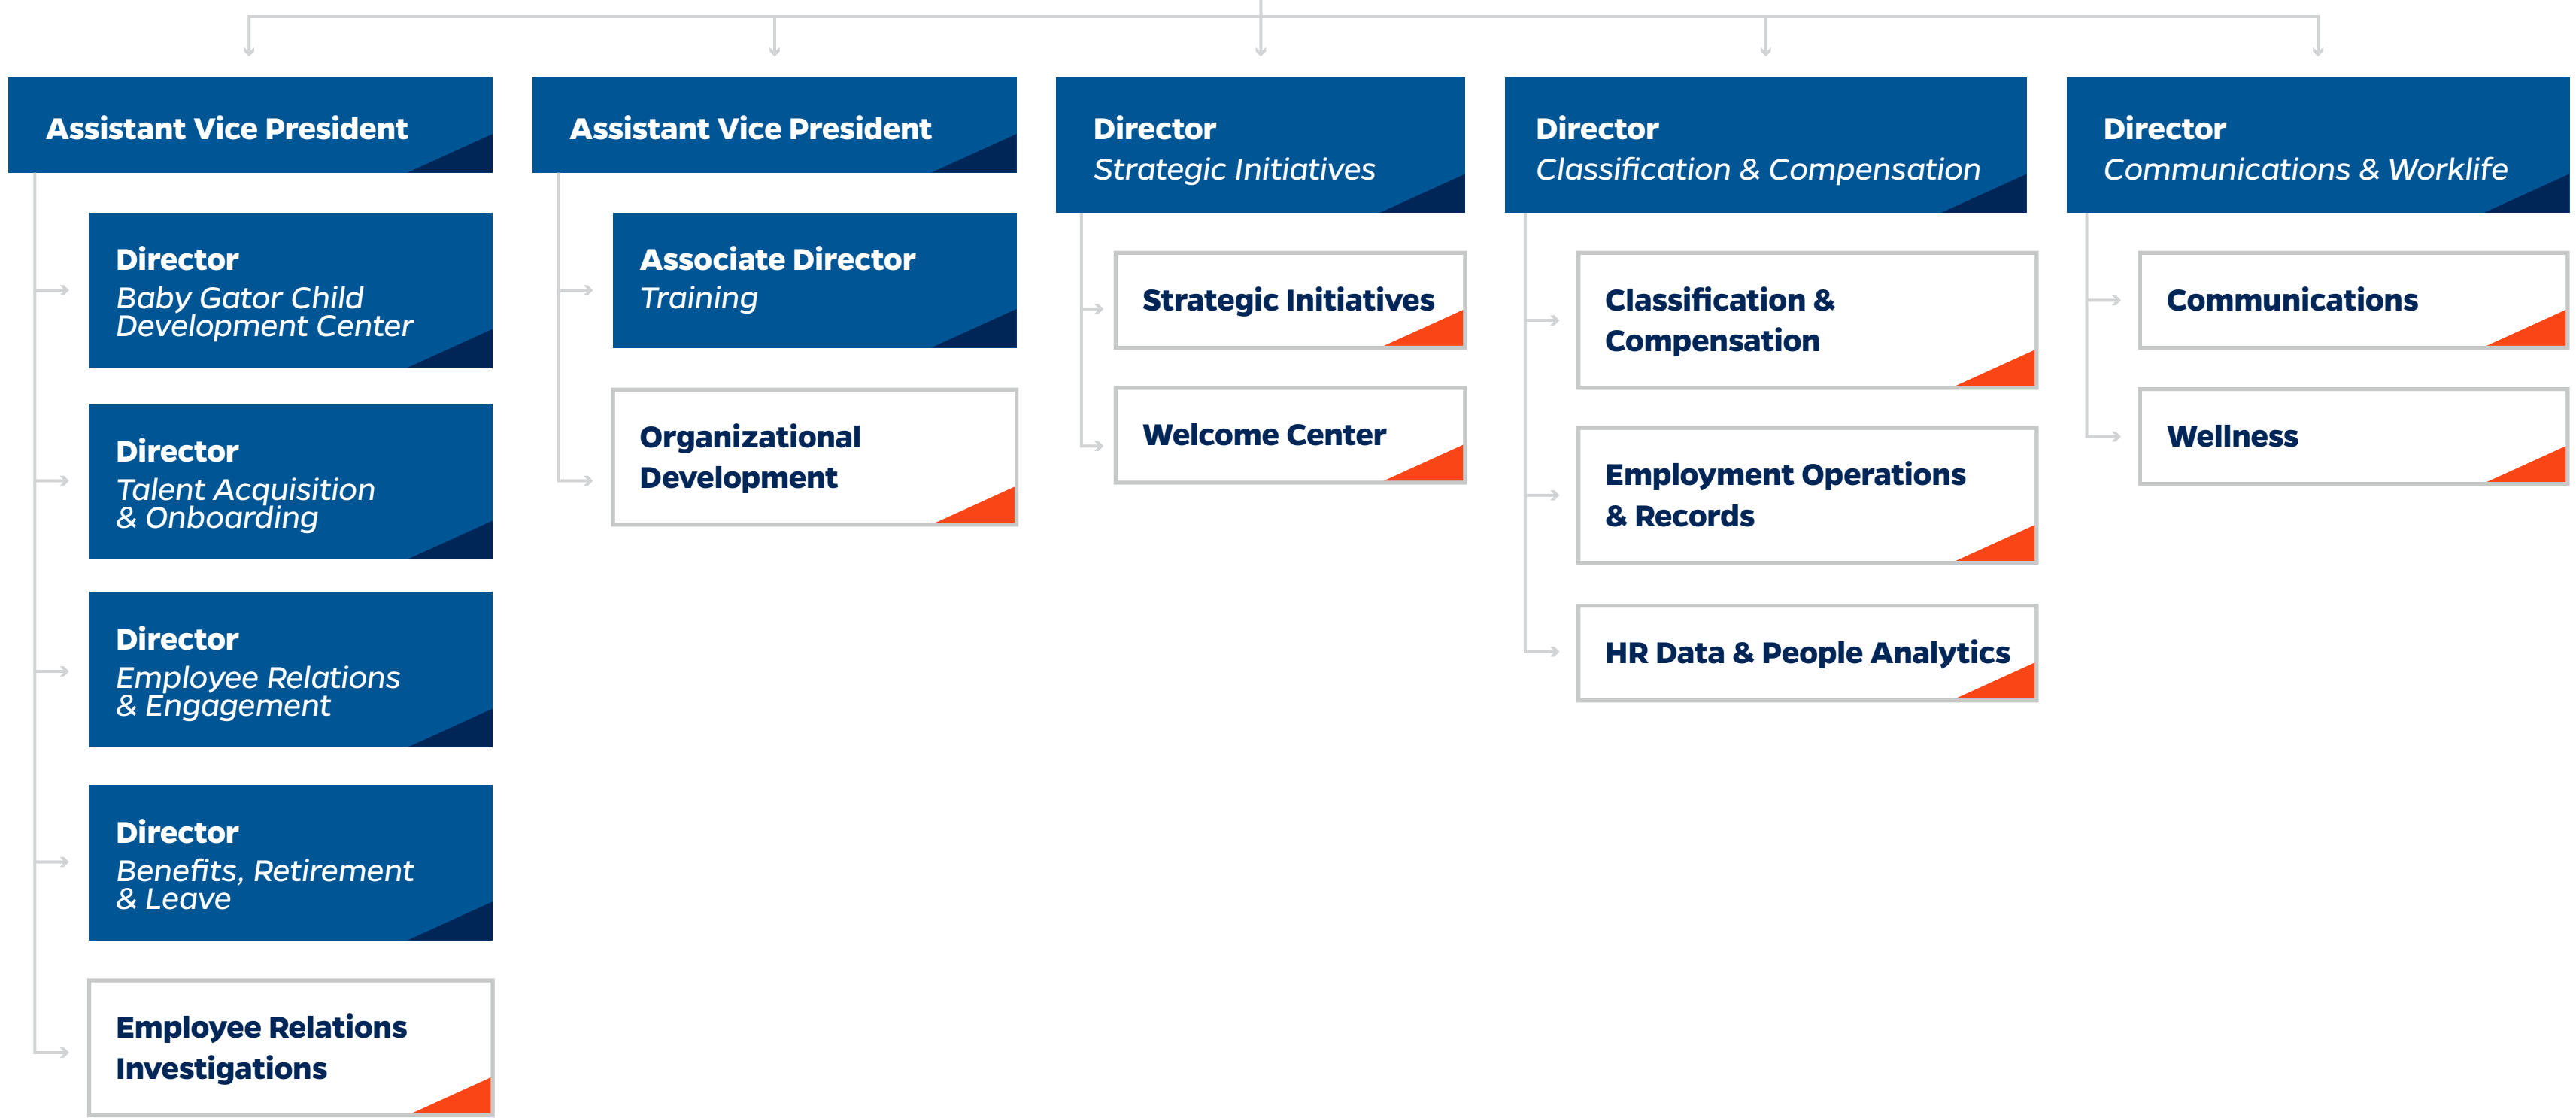 Assistant Vice President
Director
Baby Gator Child
Development Center
Director
Talent Acquisition
& Onboarding
Director
Employee Relations
& Engagement
Director
Benefits, Retirement
& Leave
Employee Relations
Investigations
Assistant Vice President
Associate Director
Training
Organizational
Development
Director
Strategic Initiatives
Strategic Initiatives
Welcome Center
Director
Classification & Compensation
Classification &
Compensation
Employment Operations
& Records
HR Data & People Analytics
Director
Communications & Worklife
Communications
Wellness